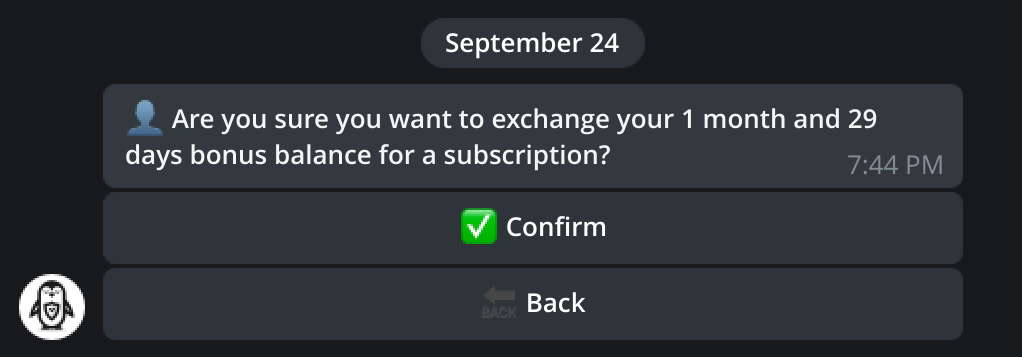 September 24
👤 Are you sure you want to exchange your 1 month and 29
days bonus balance for a subscription?
7:44 PM
✅ Confirm
🔙 Back